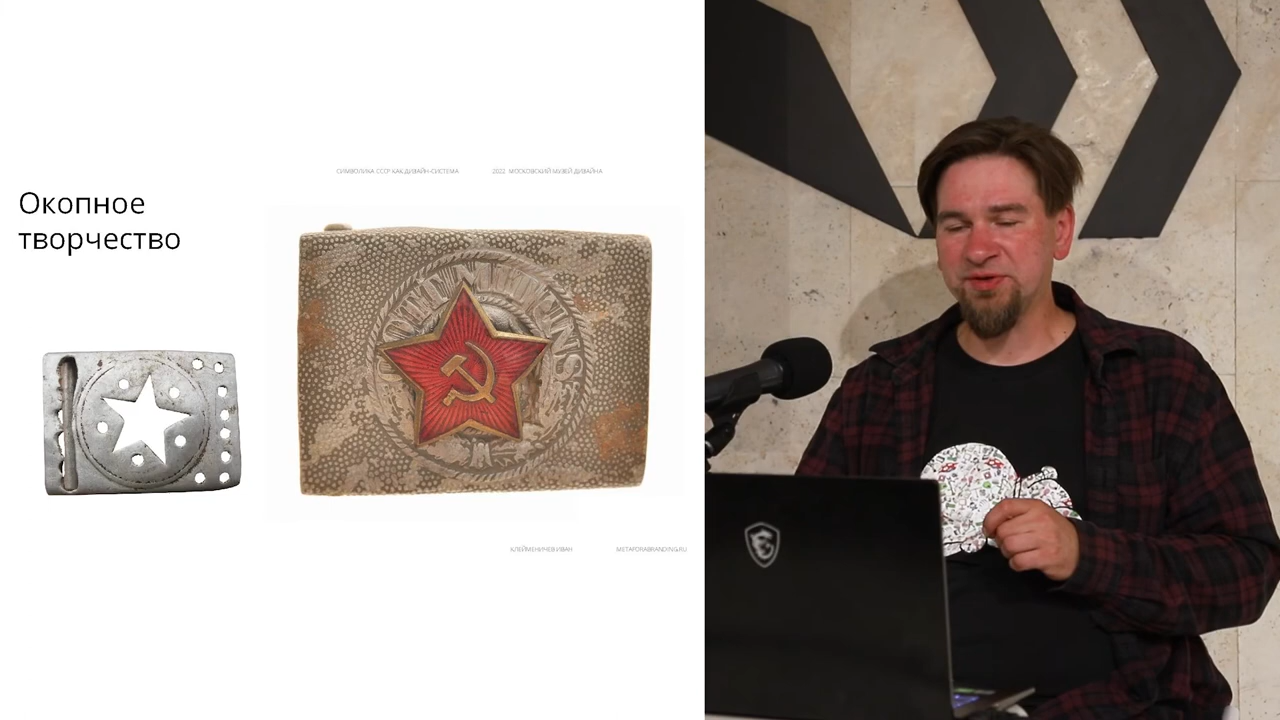 СИМВОЛИКА СССР КАК ДИЗАЙН-СИСТЕМА
2022 МОСКОВСКИЙ МУЗЕЙ ДИЗАЙНА
Окопное
творчество
КЛЕЙМЕНИЧЕВ ИВАН
METAFORABRANDING.RU